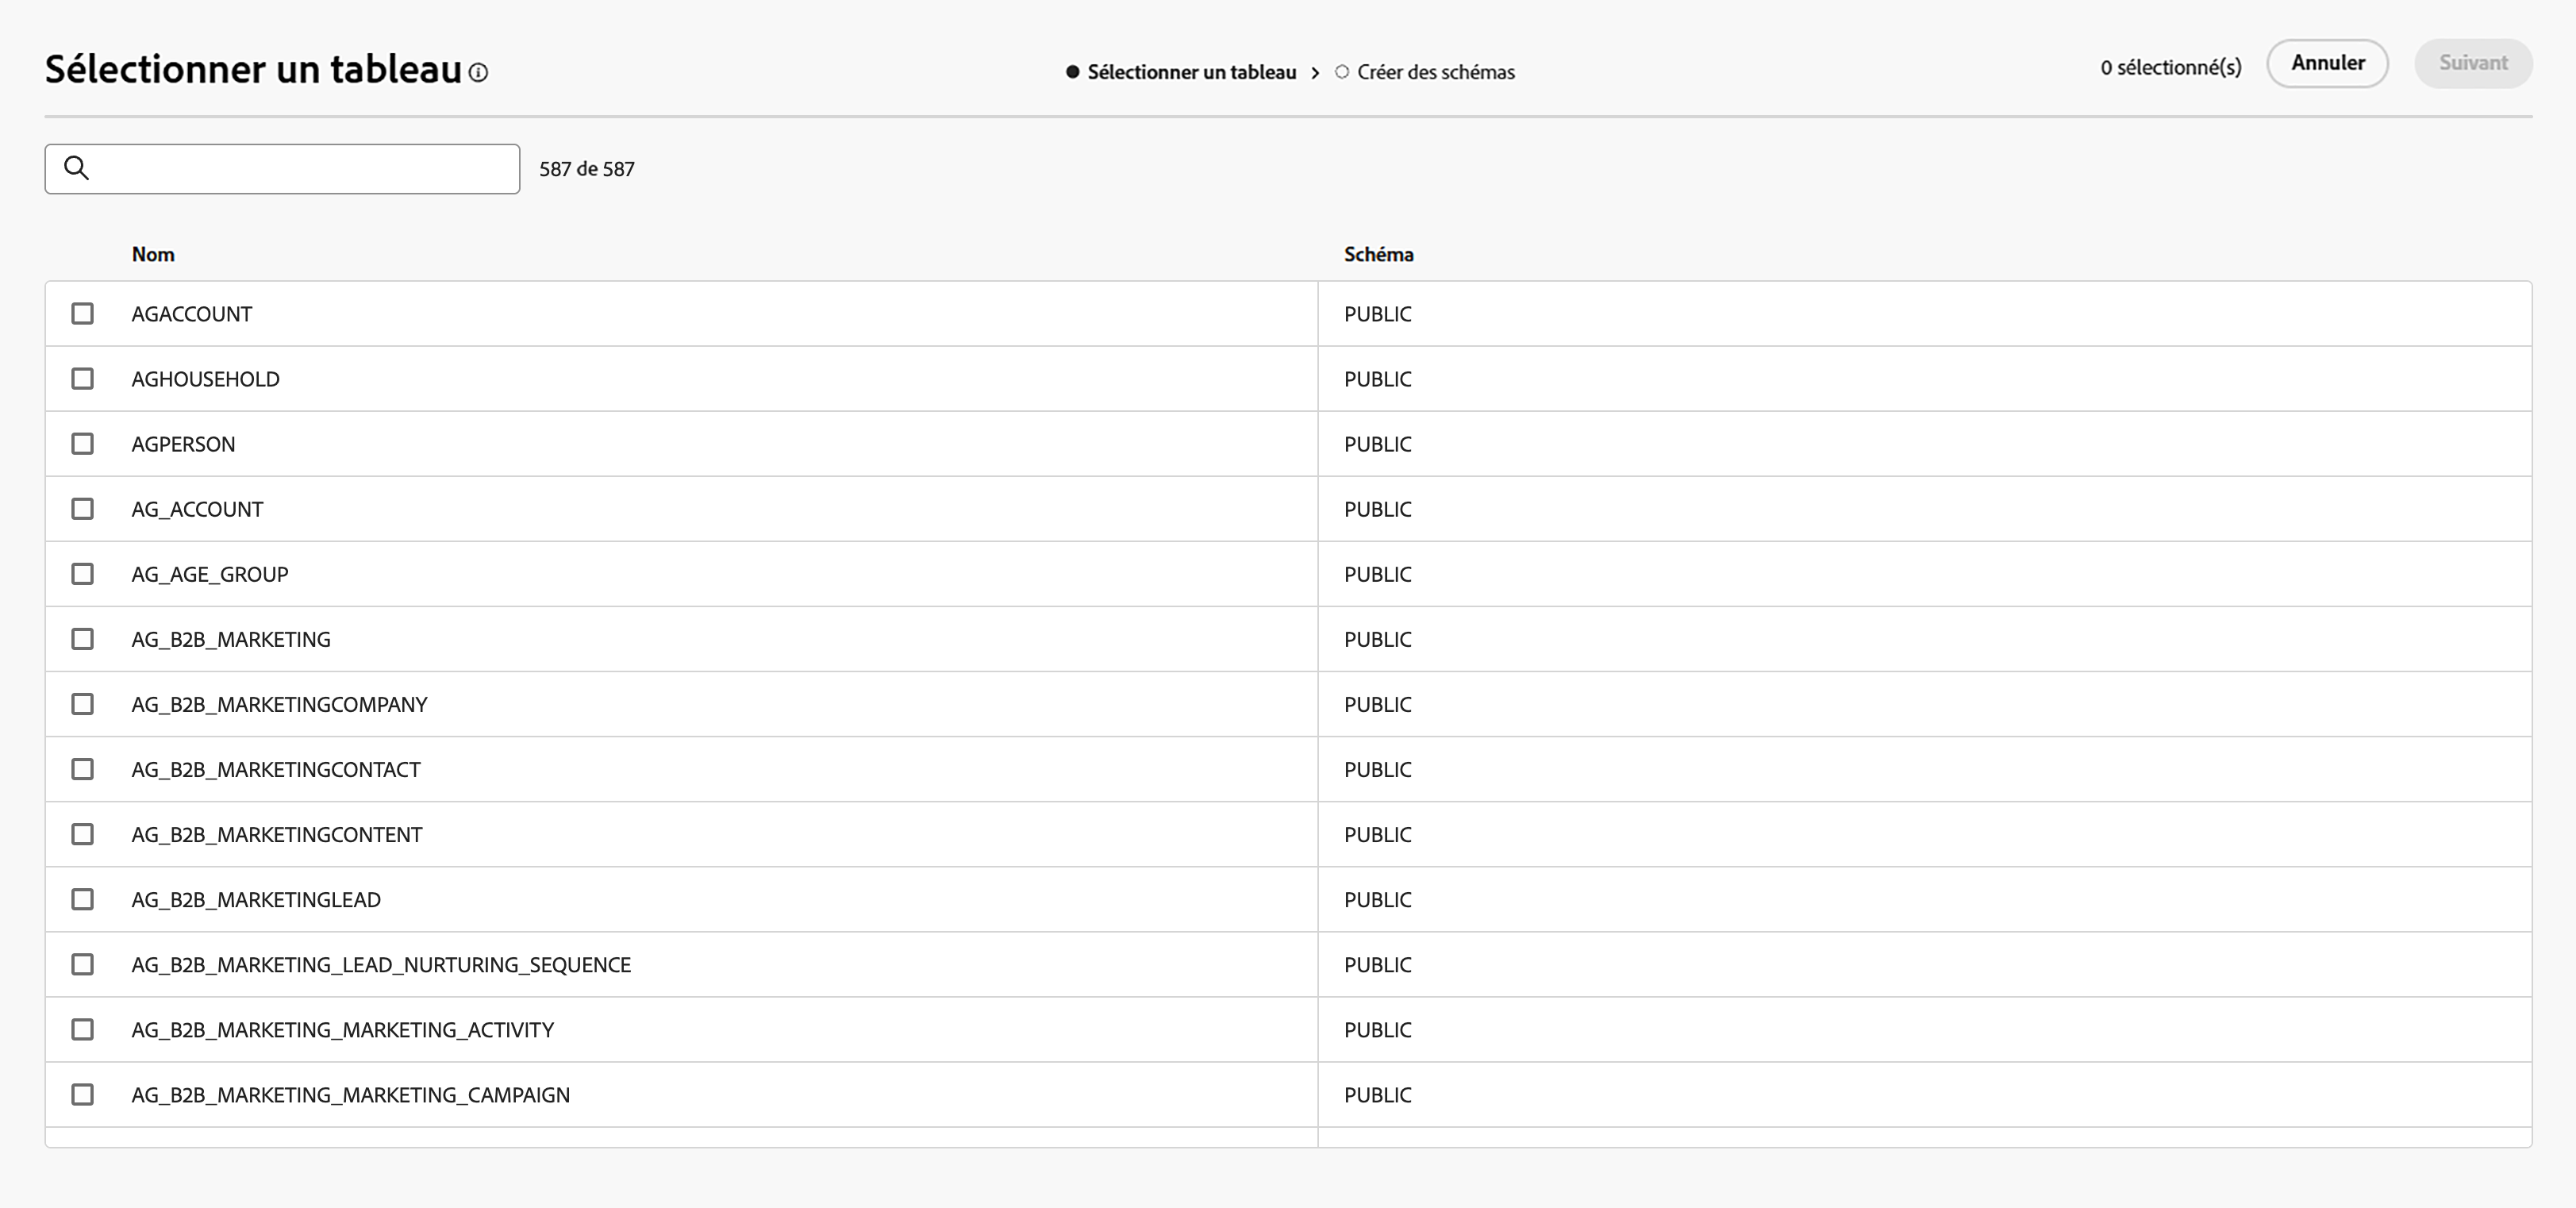 Sélectionner un tableau
Sélectionner un tableau > Créer des schémas
0 sélectionné(s)
Annuler
Suivant
587 de 587
Nom Schéma
AGACCOUNT PUBLIC
AGHOUSEHOLD PUBLIC
AGPERSON PUBLIC
AG_ACCOUNT PUBLIC
AG_AGE_GROUP PUBLIC
AG_B2B_MARKETING PUBLIC
AG_B2B_MARKETINGCOMPANY PUBLIC
AG_B2B_MARKETINGCONTACT PUBLIC
AG_B2B_MARKETINGCONTENT PUBLIC
AG_B2B_MARKETINGLEAD PUBLIC
AG_B2B_MARKETING_LEAD_NURTURING_SEQUENCE PUBLIC
AG_B2B_MARKETING_MARKETING_ACTIVITY PUBLIC
AG_B2B_MARKETING_MARKETING_CAMPAIGN PUBLIC